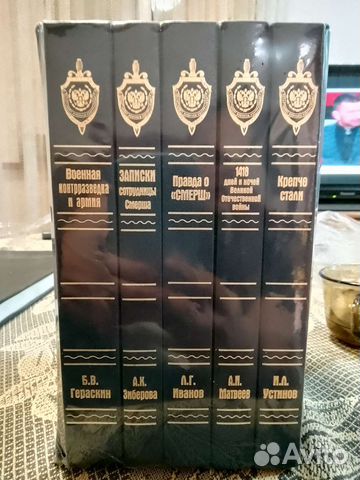 Военная
контрразведка
и армия
ЗАПИСКИ
сотрудницы
Смерша
Правда о
«СМЕРШ»
1418
дней и ночей
Великой
Отечественной
войны
Крепче
стали
Б.В.
Гераскин
А.К.
Зиберова
Л.Г.
Иванов
А.П.
Матвеев
И.Л.
Устинов
Avito